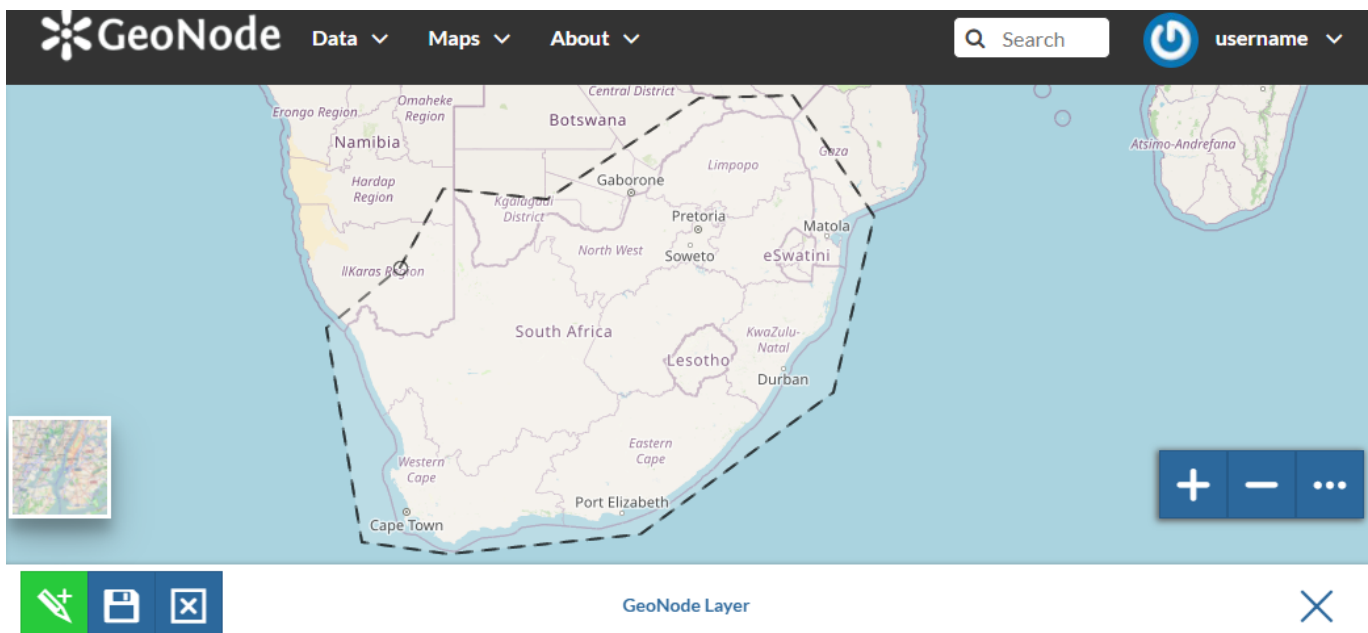 GeoNode Data Maps About Search username
Central District
Erongo Region
Omaheke
Region
Botswana
Namibia
Atsimo-Andrefana
Gaza
Limpopo
Hardap
Region
Gaborone
Kgalagadi
District
Pretoria
Matola
North West
Soweto
eSwatini
IlKaras Region
South Africa
KwaZulu-
Natal
Lesotho
Durban
Eastern
Cape
Western
Cape
Port Elizabeth
Cape Town
GeoNode Layer